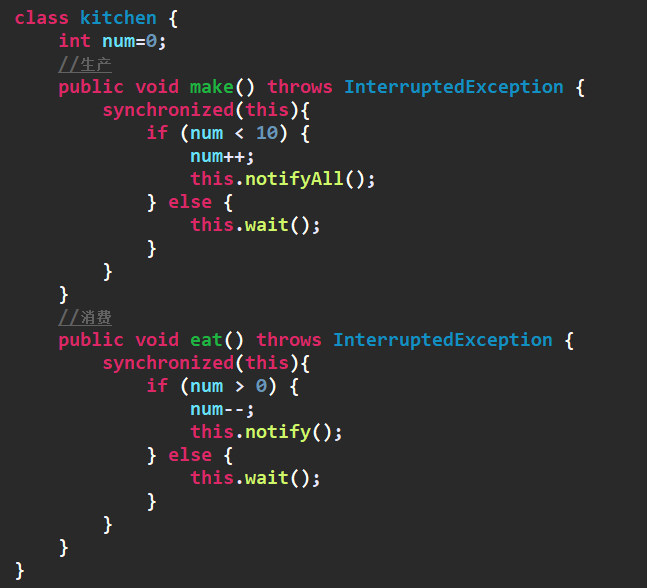 class kitchen {
    int num=0;
    //生产
    public void make() throws InterruptedException {
        synchronized(this){
            if (num < 10) {
                num++;
                this.notifyAll();
            } else {
                this.wait();
            }
        }
    }
    //消费
    public void eat() throws InterruptedException {
        synchronized(this){
            if (num > 0) {
                num--;
                this.notify();
            } else {
                this.wait();
            }
        }
    }
}